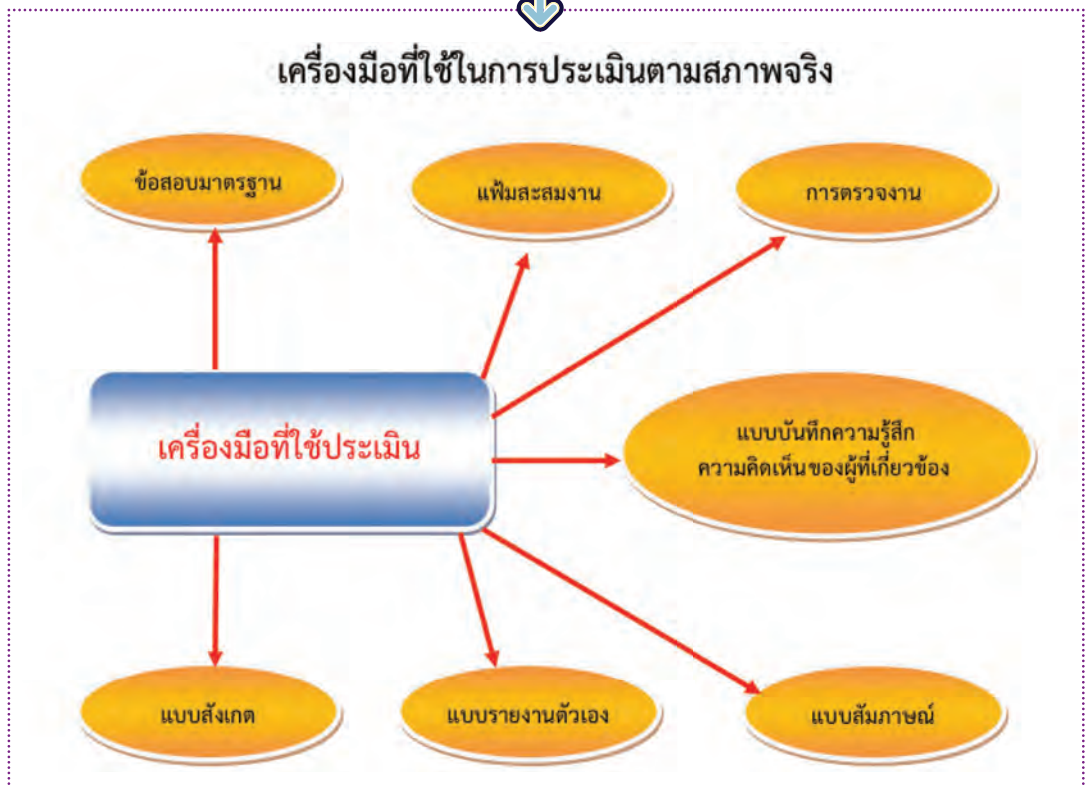 เครื่องมือที่ใช้ในการประเมินตามสภาพจริง
ข้อสอบมาตรฐาน
แฟ้มสะสมงาน
การตรวจงาน
เครื่องมือที่ใช้ประเมิน
แบบบันทึกความรู้สึก
ความคิดเห็นของผู้ที่เกี่ยวข้อง
แบบสังเกต
แบบรายงานตัวเอง
แบบสัมภาษณ์